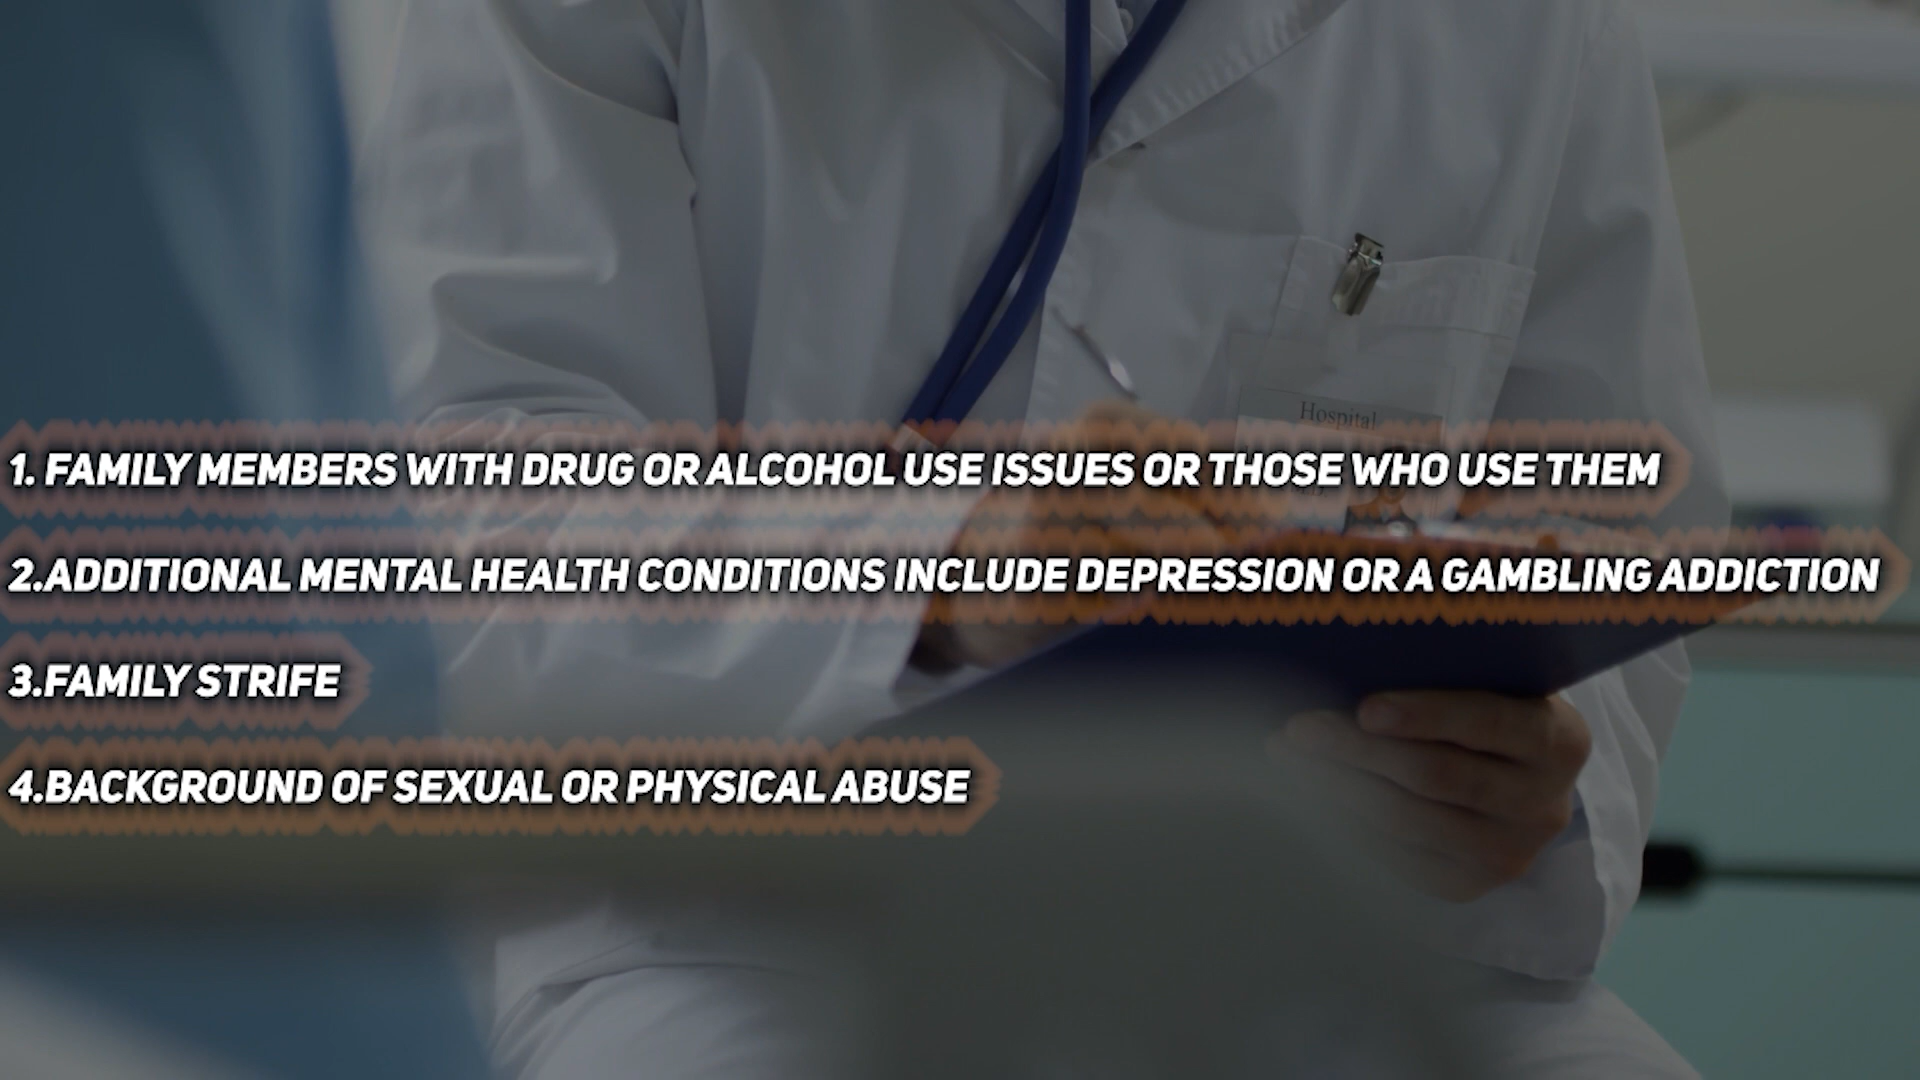 Hospital
1. FAMILY MEMBERS WITH DRUG OR ALCOHOL USE ISSUES OR THOSE WHO USE THEM
2.ADDITIONAL MENTAL HEALTH CONDITIONS INCLUDE DEPRESSION OR A GAMBLING ADDICTION
3.FAMILY STRIFE
4.BACKGROUND OF SEXUAL OR PHYSICAL ABUSE